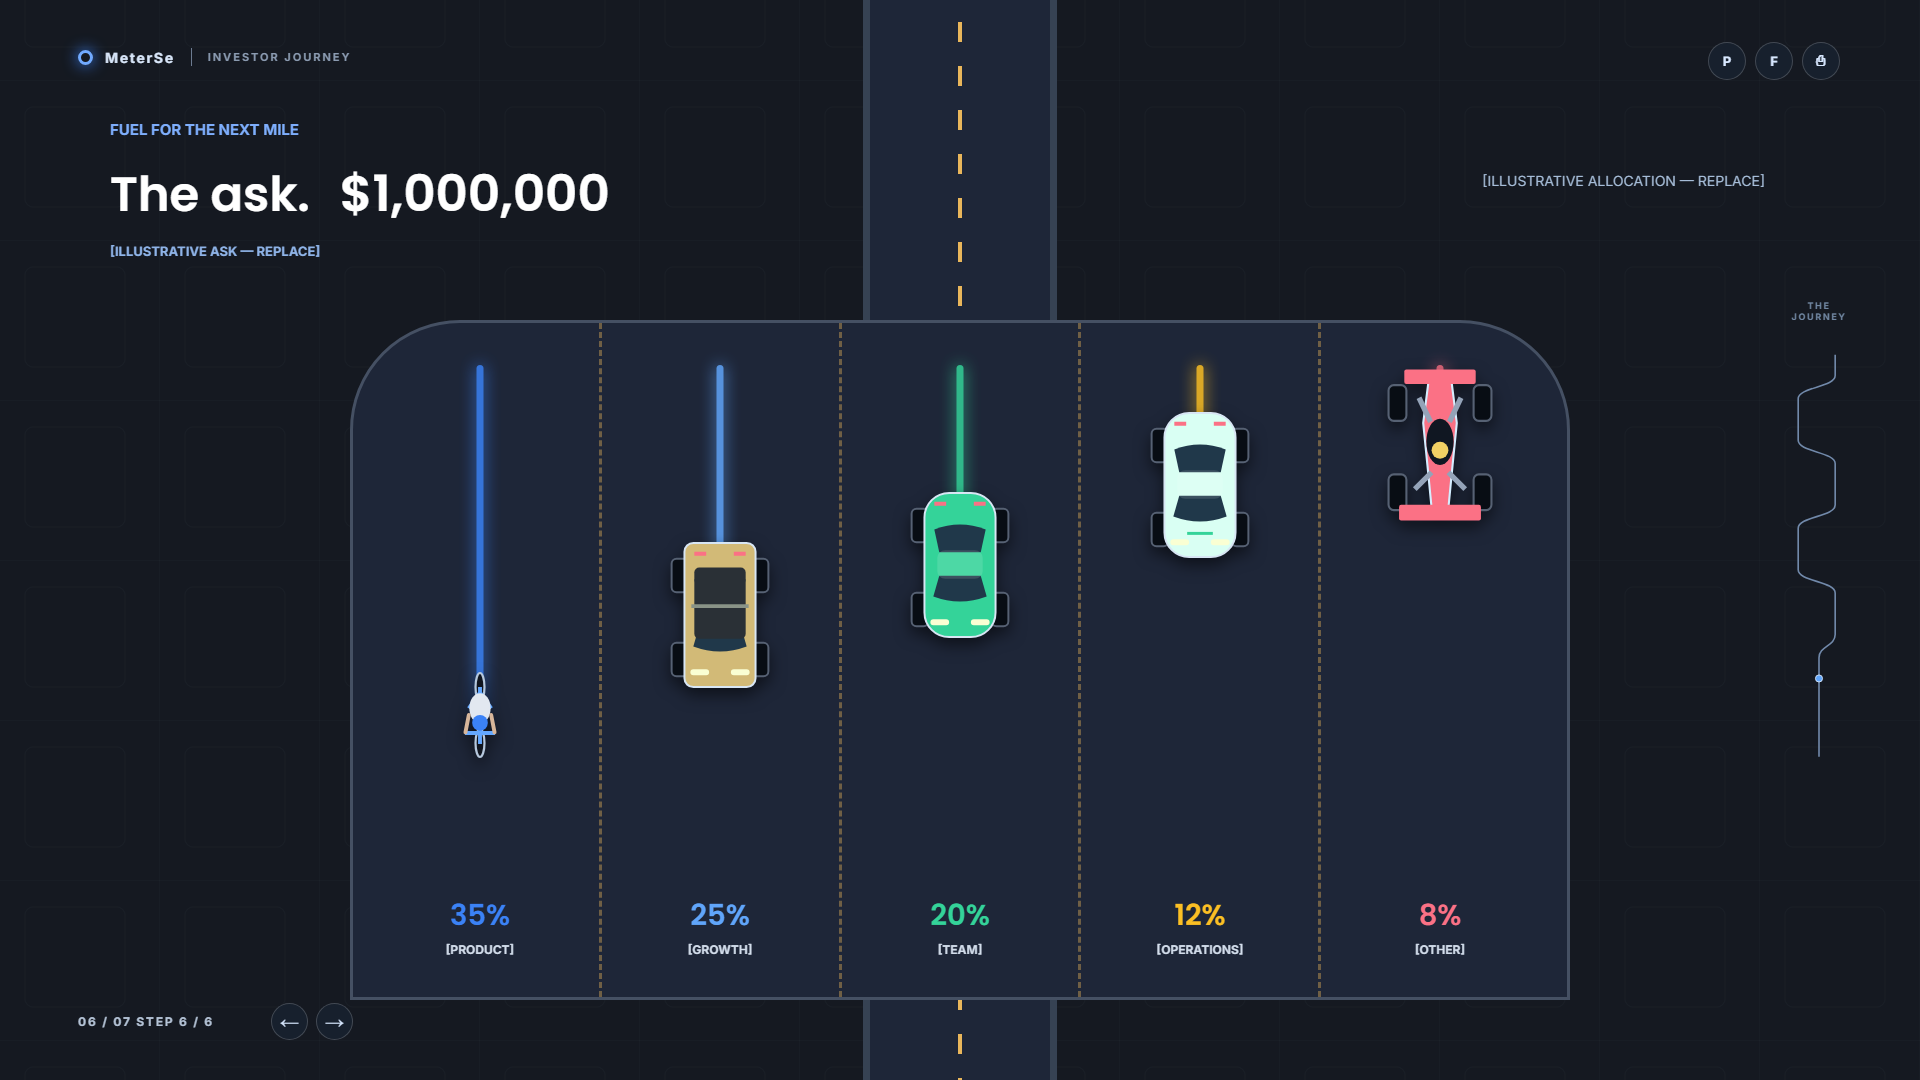 MeterSe
INVESTOR JOURNEY
P
F
FUEL FOR THE NEXT MILE
The ask. $1,000,000
[ILLUSTRATIVE ASK — REPLACE]
[ILLUSTRATIVE ALLOCATION — REPLACE]
THE
JOURNEY
35%
[PRODUCT]
25%
[GROWTH]
20%
[TEAM]
12%
[OPERATIONS]
8%
[OTHER]
06 / 07 STEP 6 / 6
← →